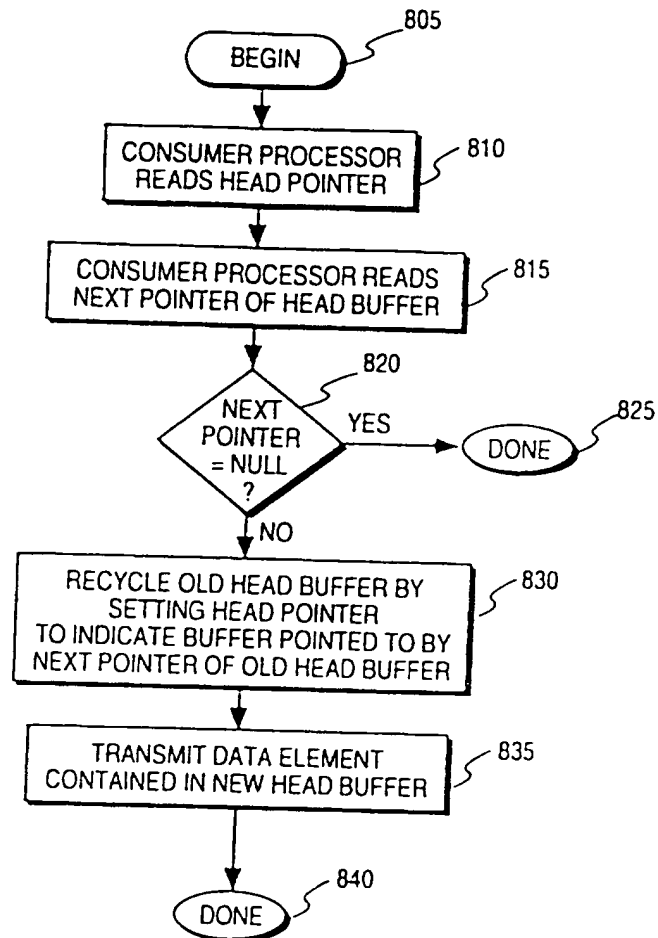 805
BEGIN
810
CONSUMER PROCESSOR
READS HEAD POINTER
815
CONSUMER PROCESSOR READS
NEXT POINTER OF HEAD BUFFER
820
NEXT
POINTER
= NULL
?
YES
825
DONE
NO
830
RECYCLE OLD HEAD BUFFER BY
SETTING HEAD POINTER
TO INDICATE BUFFER POINTED TO BY
NEXT POINTER OF OLD HEAD BUFFER
835
TRANSMIT DATA ELEMENT
CONTAINED IN NEW HEAD BUFFER
840
DONE